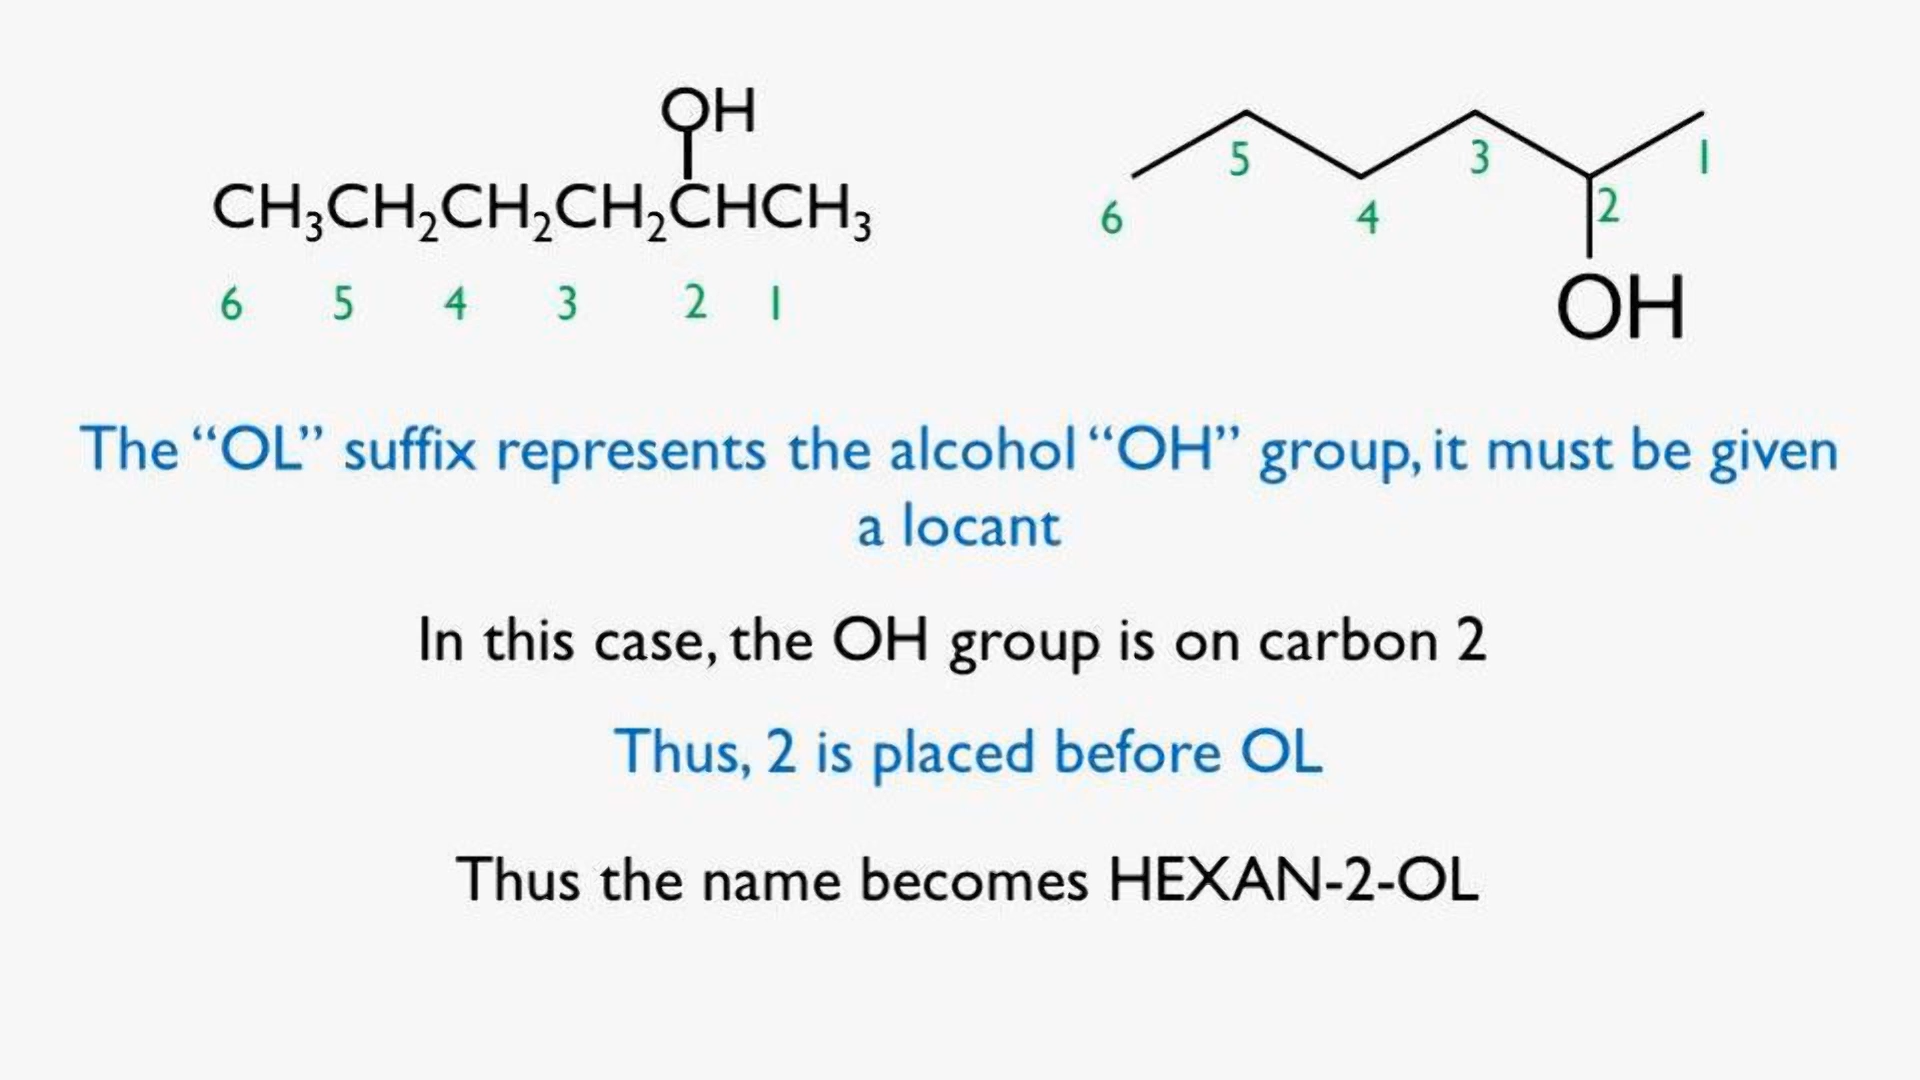 OH
CH₃CH₂CH₂CH₂CHCH₃
6 5 4 3 2 1
5 3 1
6 4 2
OH
The “OL” suffix represents the alcohol “OH” group, it must be given
a locant
In this case, the OH group is on carbon 2
Thus, 2 is placed before OL
Thus the name becomes HEXAN-2-OL